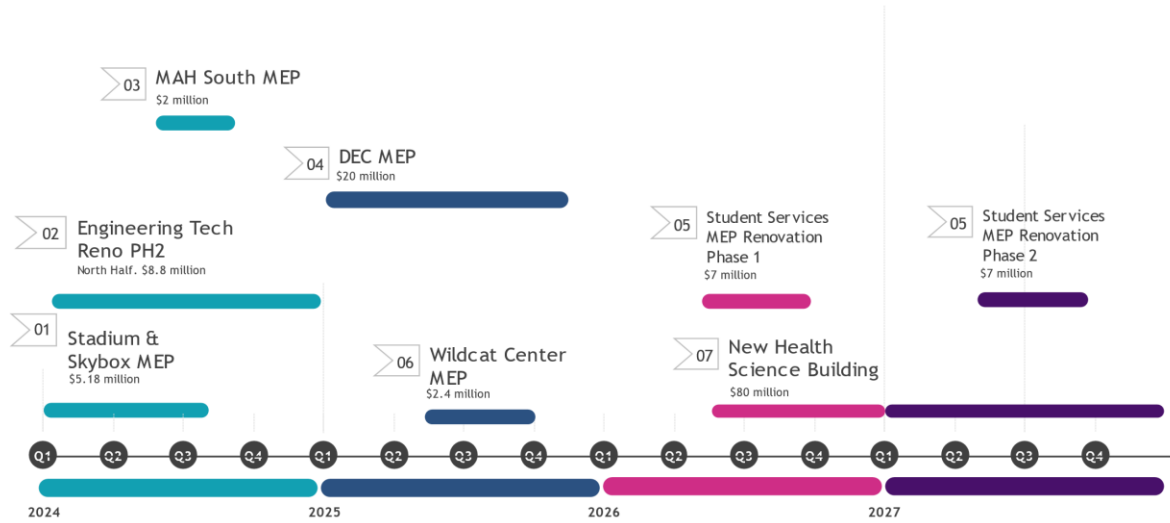 03
MAH South MEP
$2 million
04
DEC MEP
$20 million
02
Engineering Tech
Reno PH2
North Half. $8.8 million
05
Student Services
MEP Renovation
Phase 1
$7 million
05
Student Services
MEP Renovation
Phase 2
$7 million
01
Stadium &
Skybox MEP
$5.18 million
06
Wildcat Center
MEP
$2.4 million
07
New Health
Science Building
$80 million
Q1 Q2 Q3 Q4 Q1 Q2 Q3 Q4 Q1 Q2 Q3 Q4 Q1 Q2 Q3 Q4
2024 2025 2026 2027